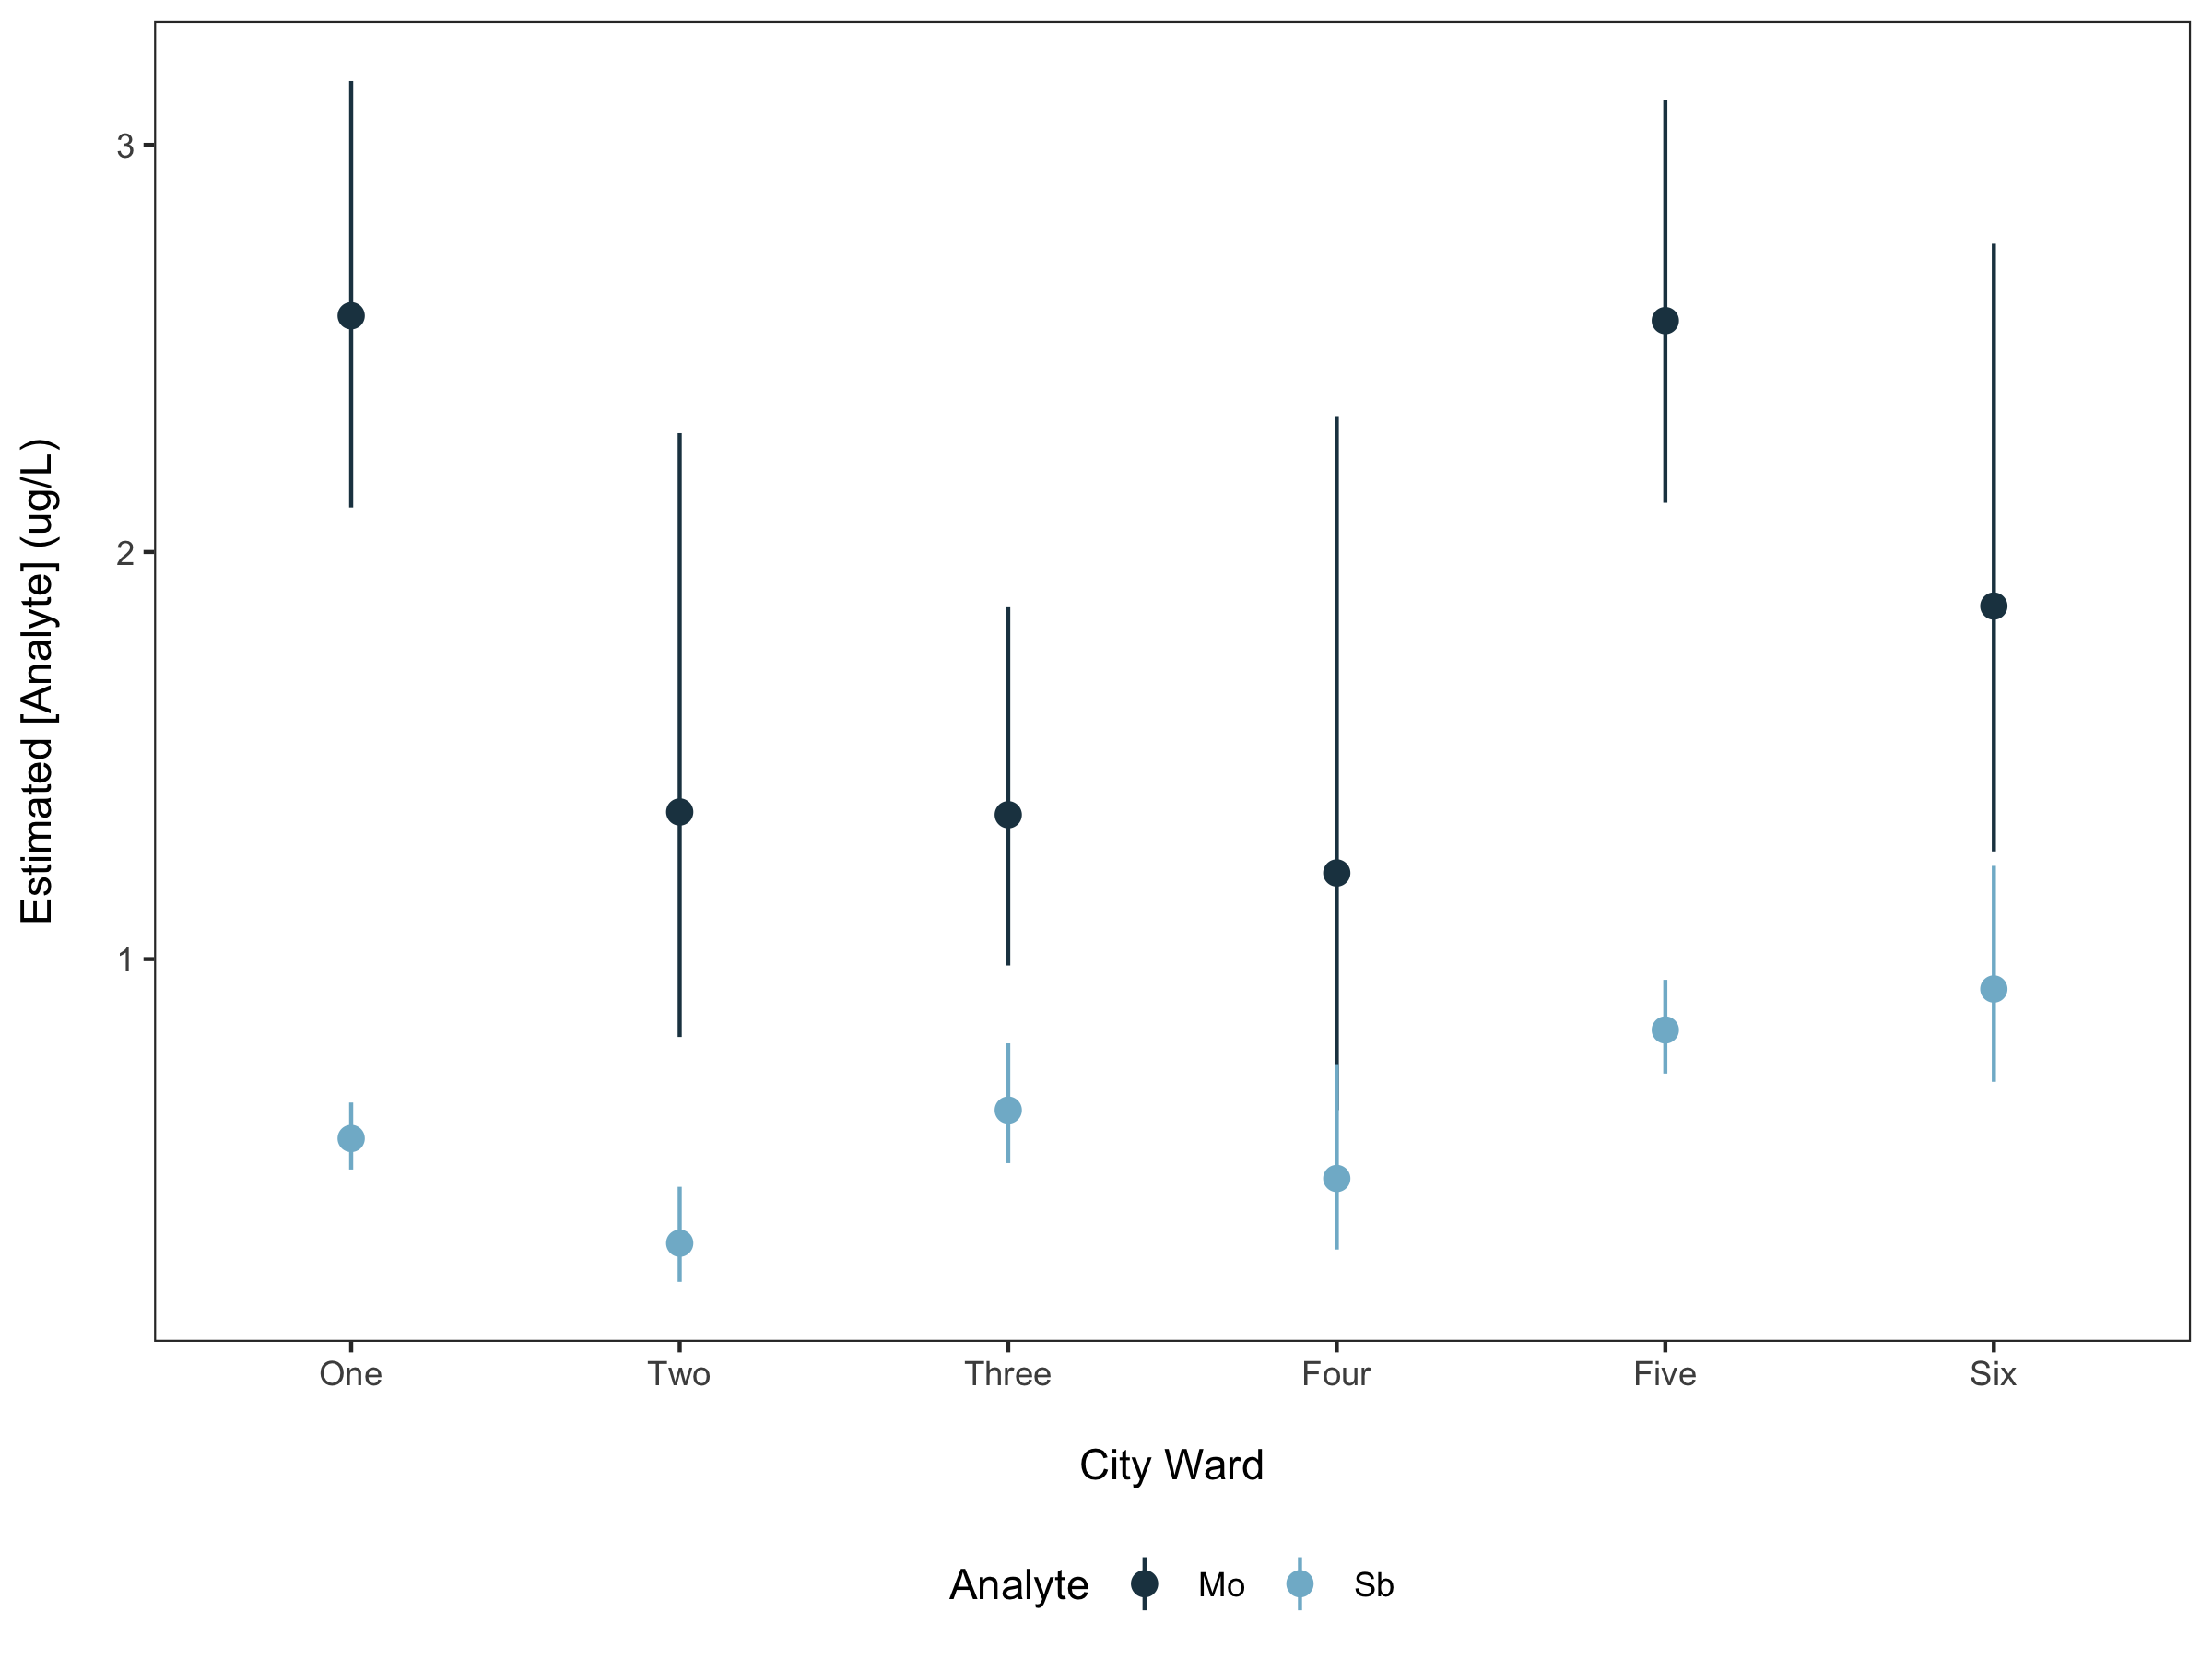 Estimated [Analyte] (ug/L)
3
2
1
One Two Three Four Five Six
City Ward
Analyte Mo Sb